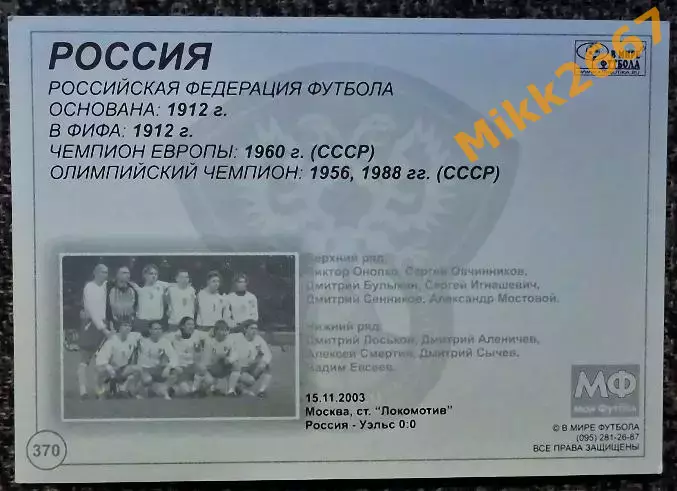 РОССИЯ
РОССИЙСКАЯ ФЕДЕРАЦИЯ ФУТБОЛА
ОСНОВАНА: 1912 г.
В ФИФА: 1912 г.
ЧЕМПИОН ЕВРОПЫ: 1960 г. (СССР)
ОЛИМПИЙСКИЙ ЧЕМПИОН: 1956, 1988 гг. (СССР)
В МИРЕ
ФУТБОЛА
Mikk2667
Верхний ряд:
Виктор Онопко, Сергей Овчинников,
Дмитрий Булыкин, Сергей Игнашевич,
Дмитрий Сенников, Александр Мостовой.
Нижний ряд:
Дмитрий Лоськов, Дмитрий Аленичев,
Алексей Смертин, Дмитрий Сычев,
Вадим Евсеев.
15.11.2003
Москва, ст. "Локомотив"
Россия - Уэльс 0:0
МФ
Мой Футбол
370
© В МИРЕ ФУТБОЛА
(095) 281-26-87
ВСЕ ПРАВА ЗАЩИЩЕНЫ